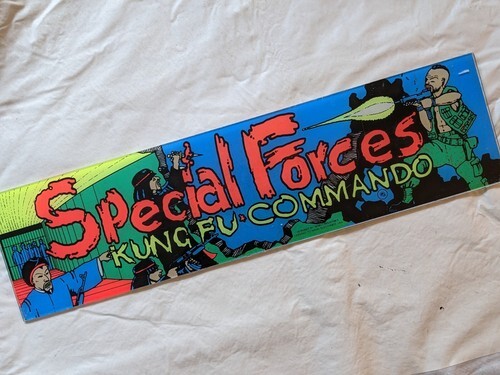 Special Forces
KUNG FU • COMMANDO